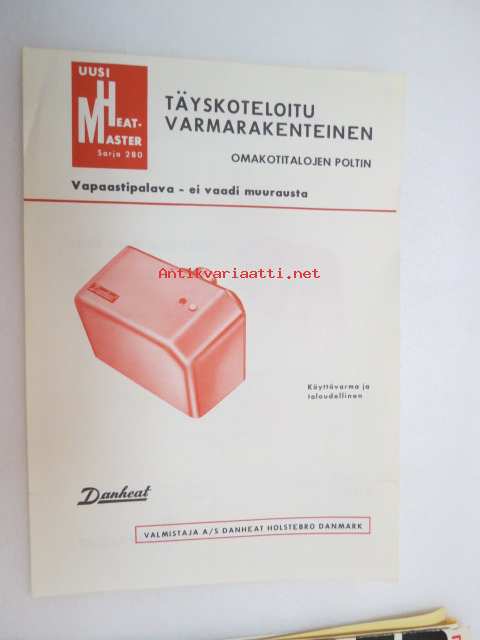 UUSI
HEAT-
MASTER
Sarja 280
TÄYSKOTELOITU
VARMARAKENTEINEN
OMAKOTITALOJEN POLTIN
Vapaastipalava - ei vaadi muurausta
Antikvariaatti.net
Käyttövarma ja
taloudellinen
Danheat
VALMISTAJA A/S DANHEAT HOLSTEBRO DANMARK